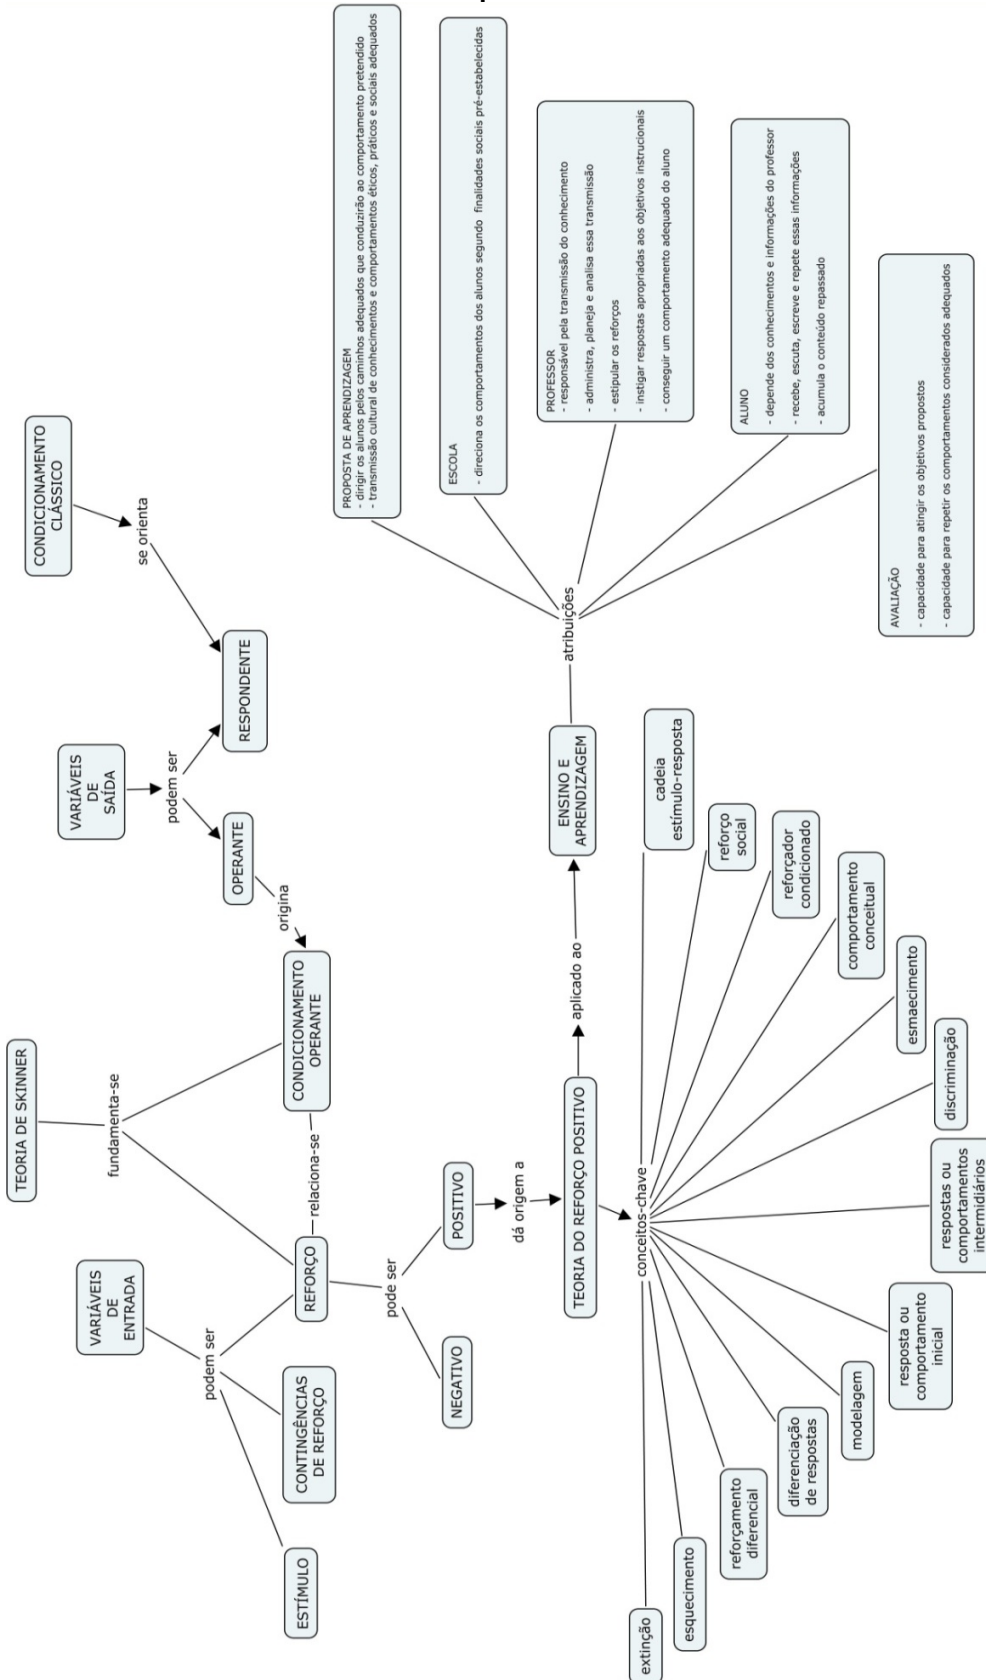 TEORIA DE SKINNER
fundamenta-se
VARIÁVEIS
DE
ENTRADA
podem ser
ESTÍMULO
CONTINGÊNCIAS
DE REFORÇO
REFORÇO
relaciona-se
CONDICIONAMENTO
OPERANTE
VARIÁVEIS
DE
SAÍDA
podem ser
OPERANTE
origina
RESPONDENTE
CONDICIONAMENTO
CLÁSSICO
se orienta
pode ser
NEGATIVO
POSITIVO
dá origem a
TEORIA DO REFORÇO POSITIVO
aplicado ao
ENSINO E
APRENDIZAGEM
atribuições
PROPOSTA DE APRENDIZAGEM
- dirigir os alunos pelos caminhos adequados que conduzirão ao comportamento pretendido
- transmissão cultural de conhecimentos e comportamentos éticos, práticos e sociais adequados
ESCOLA
- direciona os comportamentos dos alunos segundo finalidades sociais pré-estabelecidas
PROFESSOR
- responsável pela transmissão do conhecimento
- administra, planeja e analisa essa transmissão
- estipular os reforços
- instigar respostas apropriadas aos objetivos instrucionais
- conseguir um comportamento adequado do aluno
ALUNO
- depende dos conhecimentos e informações do professor
- recebe, escuta, escreve e repete essas informações
- acumula o conteúdo repassado
AVALIAÇÃO
- capacidade para atingir os objetivos propostos
- capacidade para repetir os comportamentos considerados adequados
conceitos-chave
extinção
esquecimento
reforçamento
diferencial
diferenciação
de respostas
modelagem
resposta ou
comportamento
inicial
respostas ou
comportamentos
intermidiários
discriminação
esmaecimento
comportamento
conceitual
reforçador
condicionado
reforço
social
cadeia
estímulo-resposta